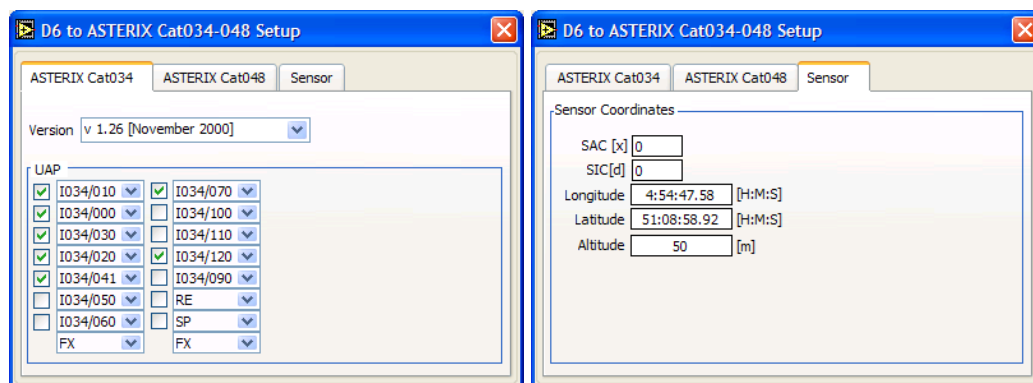 D6 to ASTERIX Cat034-048 Setup
ASTERIX Cat034 ASTERIX Cat048 Sensor
Version v 1.26 [November 2000]
UAP
I034/010 I034/070
I034/000 I034/100
I034/030 I034/110
I034/020 I034/120
I034/041 I034/090
I034/050 RE
I034/060 SP
FX FX
D6 to ASTERIX Cat034-048 Setup
ASTERIX Cat034 ASTERIX Cat048 Sensor
Sensor Coordinates
SAC [x] 0
SIC[d] 0
Longitude 4:54:47.58 [H:M:S]
Latitude 51:08:58.92 [H:M:S]
Altitude 50 [m]